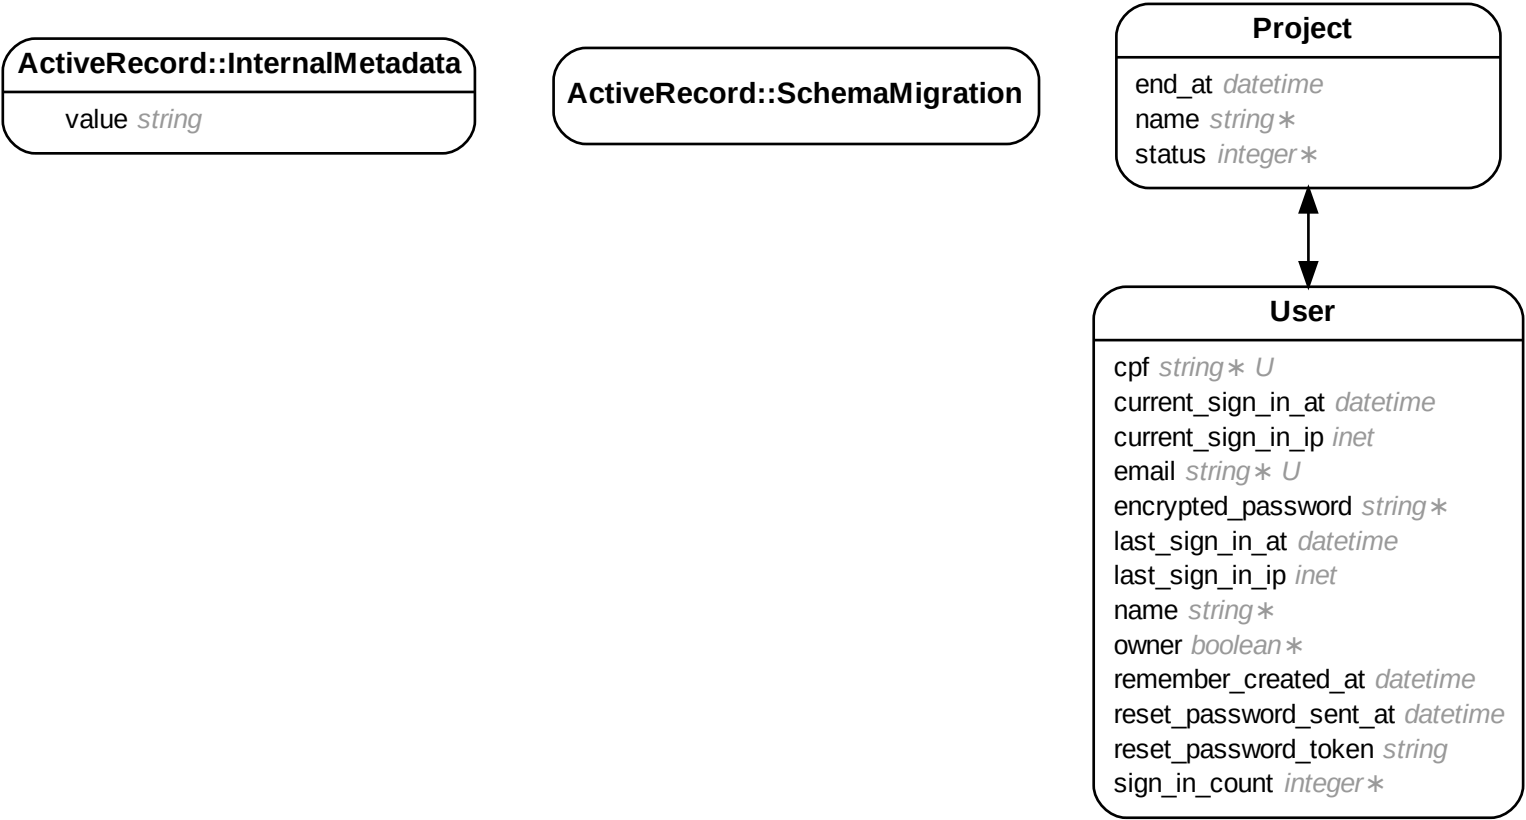 ActiveRecord::InternalMetadata
value string
ActiveRecord::SchemaMigration
Project
end_at datetime
name string∗
status integer∗
User
cpf string∗ U
current_sign_in_at datetime
current_sign_in_ip inet
email string∗ U
encrypted_password string∗
last_sign_in_at datetime
last_sign_in_ip inet
name string∗
owner boolean∗
remember_created_at datetime
reset_password_sent_at datetime
reset_password_token string
sign_in_count integer∗